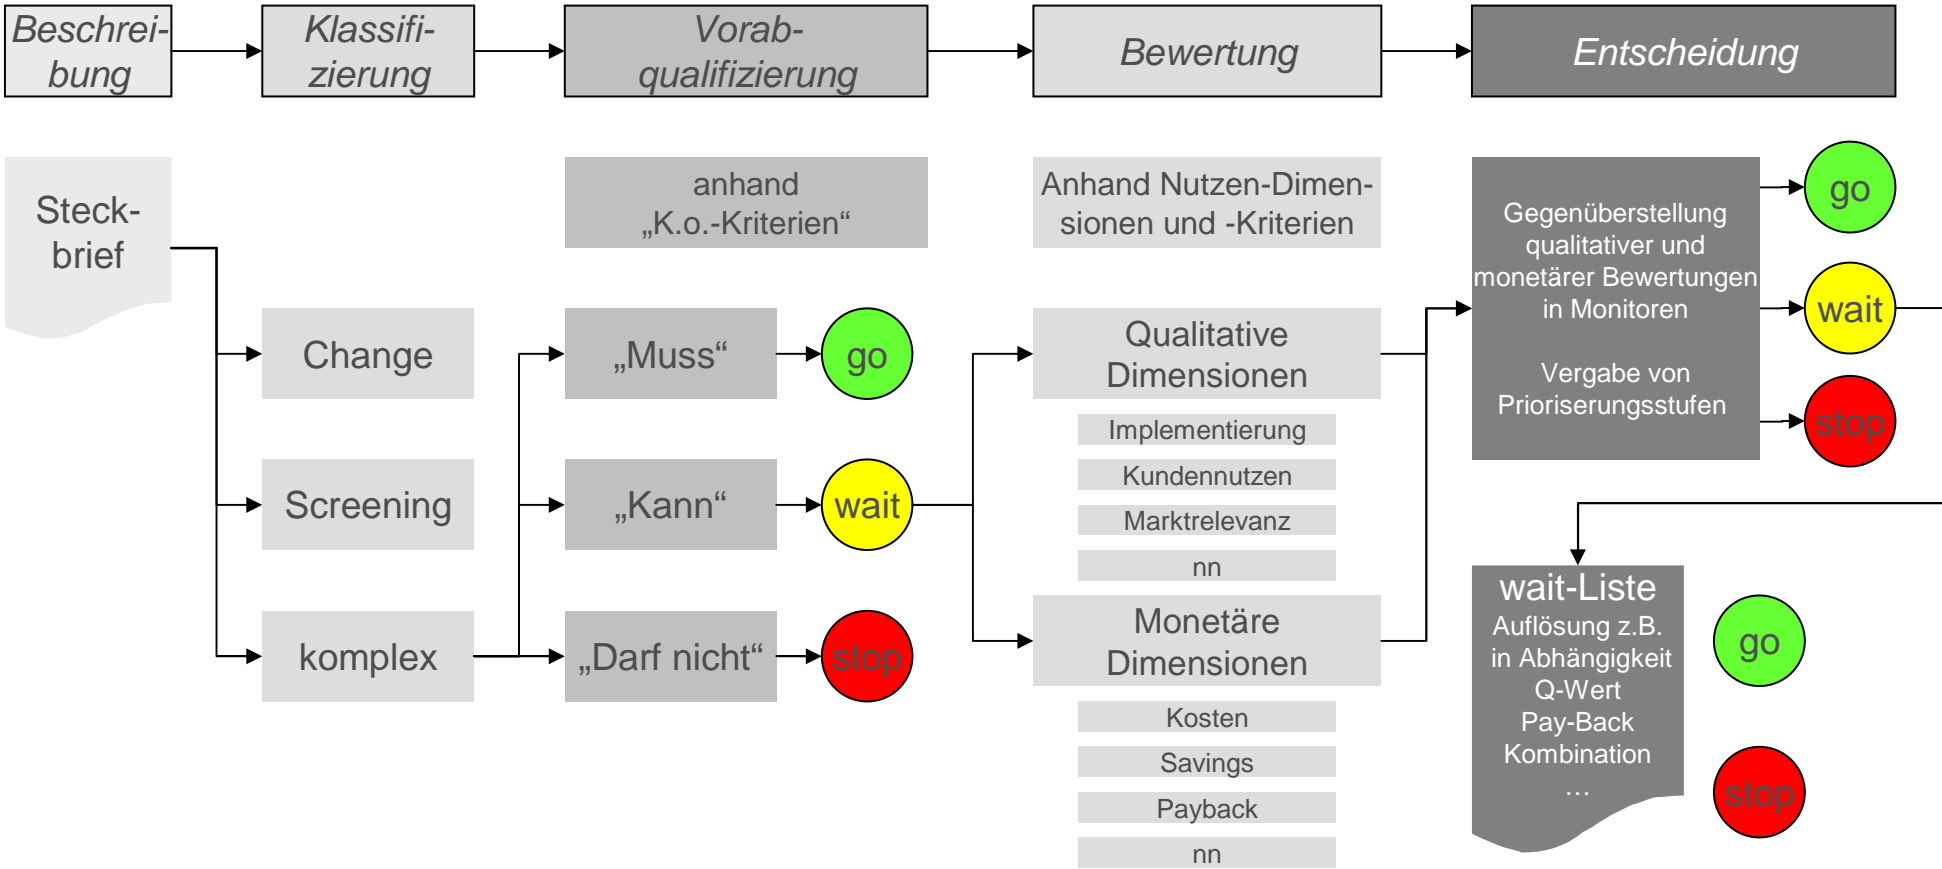 Beschrei-
bung
Klassifi-
zierung
Vorab-
qualifizierung
Bewertung
Entscheidung
Steck-
brief
anhand
„K.o.-Kriterien“
Anhand Nutzen-Dimen-
sionen und -Kriterien
Gegenüberstellung
qualitativer und
monetärer Bewertungen
in Monitoren
Vergabe von
Prioriserungsstufen
go
wait
stop
Change
Screening
komplex
„Muss“
go
„Kann“
wait
„Darf nicht“
stop
Qualitative
Dimensionen
Implementierung
Kundennutzen
Marktrelevanz
nn
Monetäre
Dimensionen
Kosten
Savings
Payback
nn
wait-Liste
Auflösung z.B.
in Abhängigkeit
Q-Wert
Pay-Back
Kombination
…
go
stop